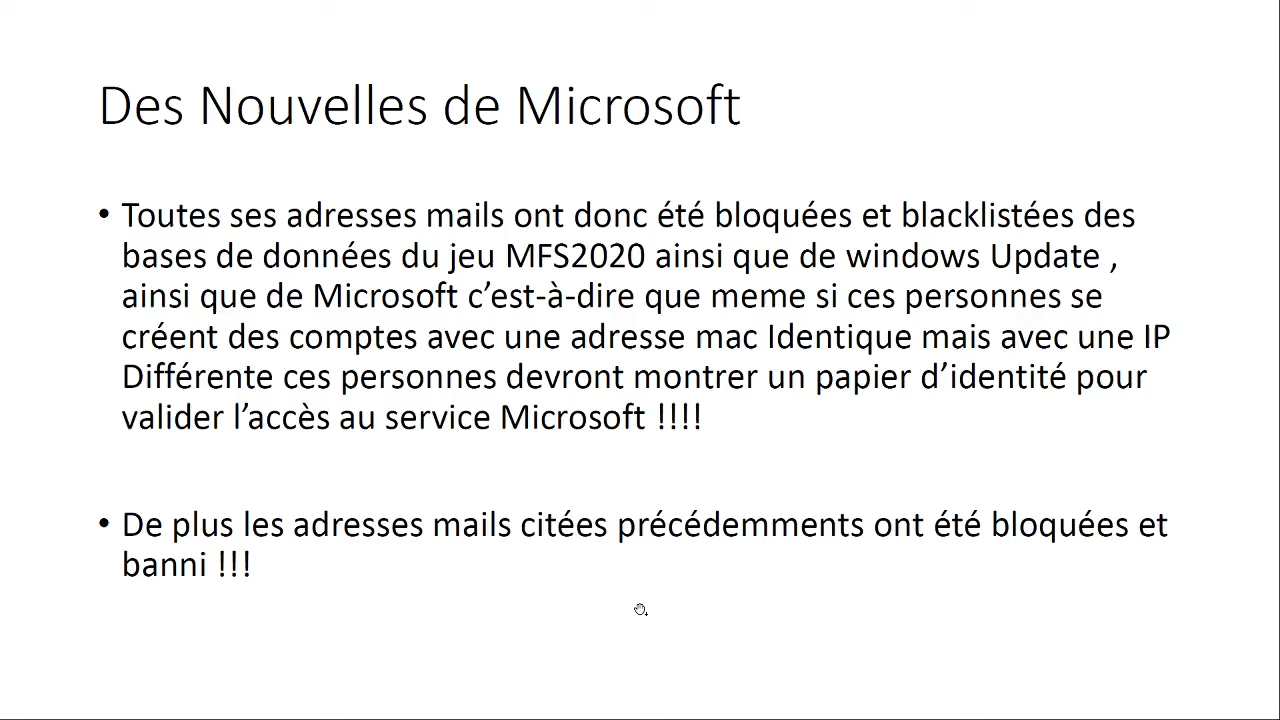 Des Nouvelles de Microsoft
• Toutes ses adresses mails ont donc été bloquées et blacklistées des
bases de données du jeu MFS2020 ainsi que de windows Update ,
ainsi que de Microsoft c’est-à-dire que meme si ces personnes se
créent des comptes avec une adresse mac Identique mais avec une IP
Différente ces personnes devront montrer un papier d’identité pour
valider l’accès au service Microsoft !!!!
• De plus les adresses mails citées précédemments ont été bloquées et
banni !!!